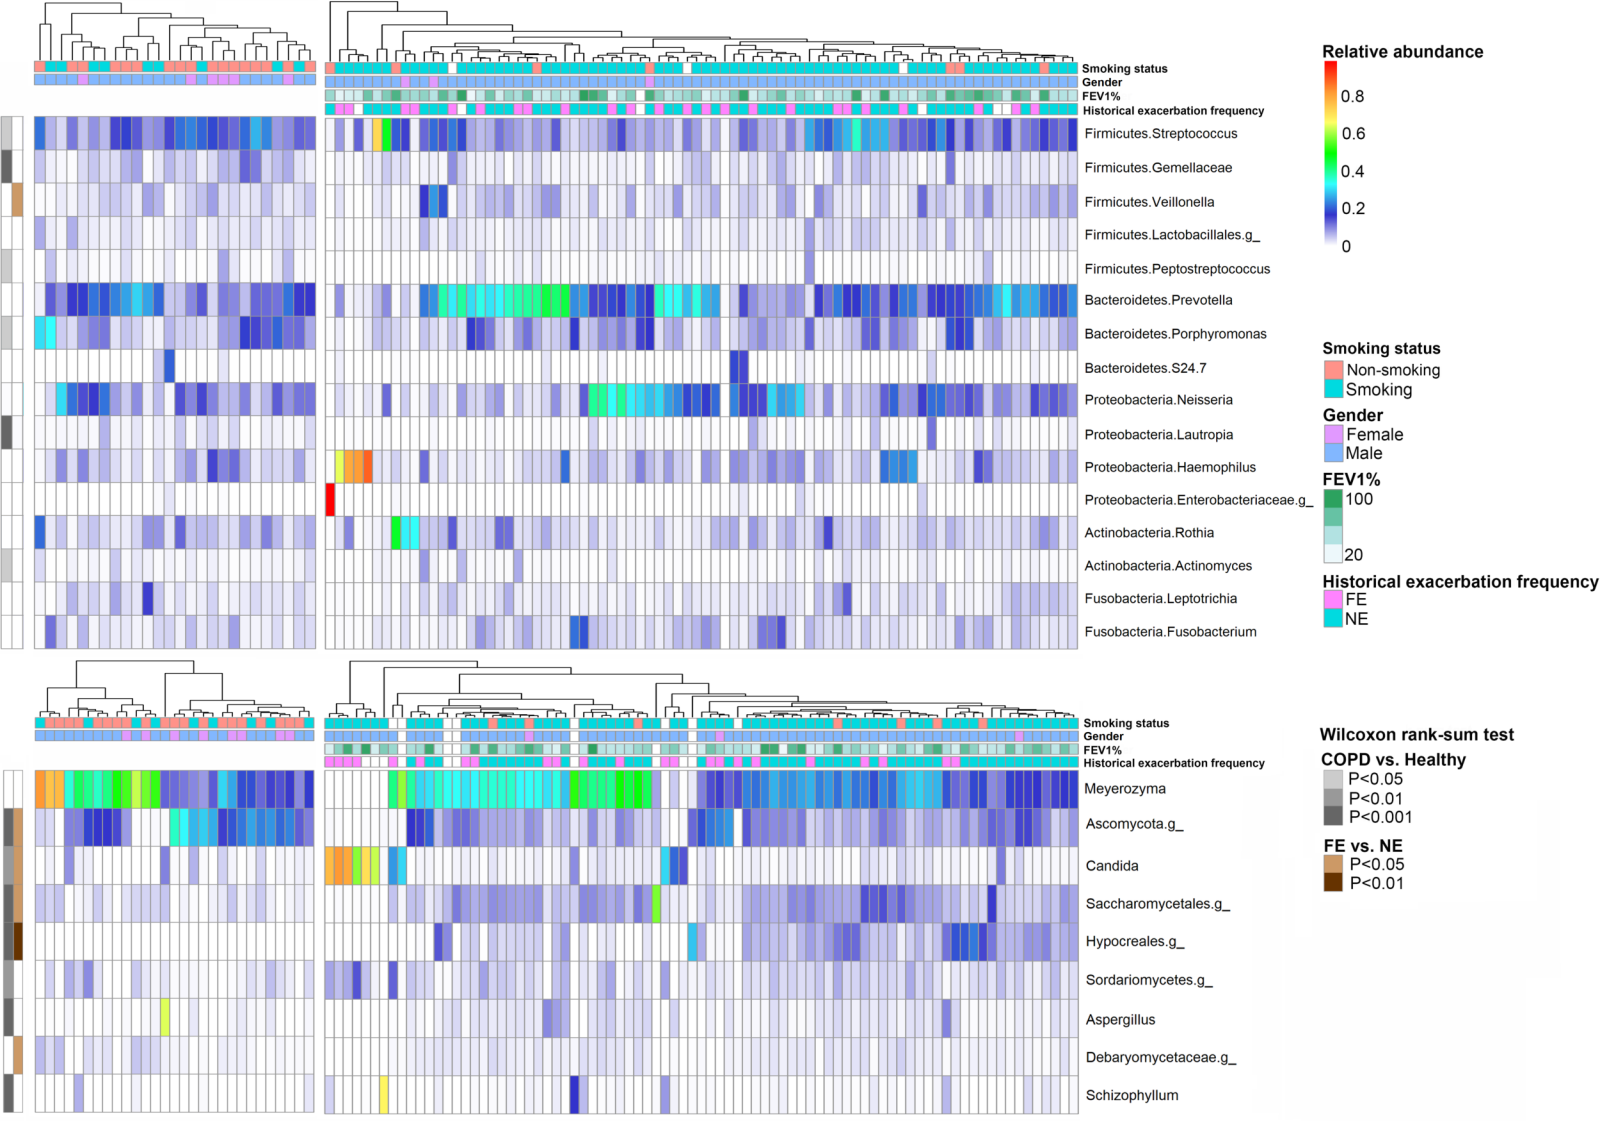 Smoking status
Gender
FEV1%
Historical exacerbation frequency
Firmicutes.Streptococcus
Firmicutes.Gemellaceae
Firmicutes.Veillonella
Firmicutes.Lactobacillales.g_
Firmicutes.Peptostreptococcus
Bacteroidetes.Prevotella
Bacteroidetes.Porphyromonas
Bacteroidetes.S24.7
Proteobacteria.Neisseria
Proteobacteria.Lautropia
Proteobacteria.Haemophilus
Proteobacteria.Enterobacteriaceae.g_
Actinobacteria.Rothia
Actinobacteria.Actinomyces
Fusobacteria.Leptotrichia
Fusobacteria.Fusobacterium
Relative abundance
0.8
0.6
0.4
0.2
0
Smoking status
Non-smoking
Smoking
Gender
Female
Male
FEV1%
100
20
Historical exacerbation frequency
FE
NE
Smoking status
Gender
FEV1%
Historical exacerbation frequency
Meyerozyma
Ascomycota.g_
Candida
Saccharomycetales.g_
Hypocreales.g_
Sordariomycetes.g_
Aspergillus
Debaryomycetaceae.g_
Schizophyllum
Wilcoxon rank-sum test
COPD vs. Healthy
P<0.05
P<0.01
P<0.001
FE vs. NE
P<0.05
P<0.01